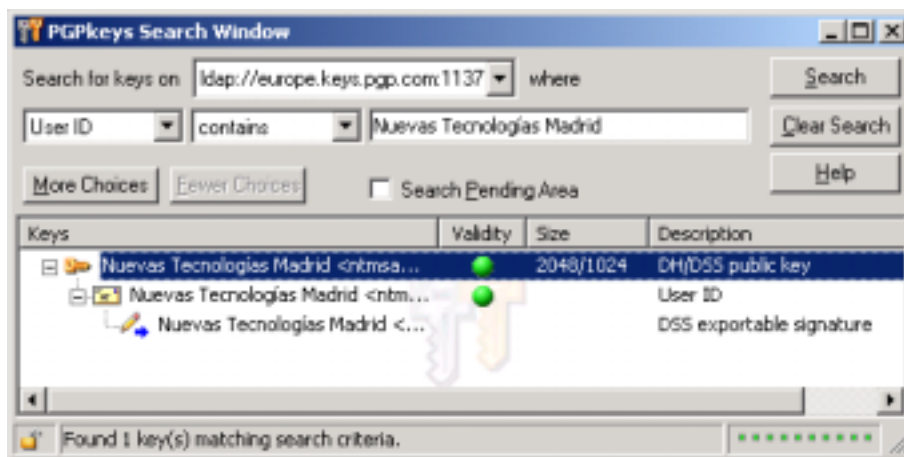 PGPkeys Search Window
Search for keys on ldap://europe.keys.pgp.com:1137 where Search
User ID contains Nuevas Tecnologías Madrid Clear Search
More Choices Fewer Choices Search Pending Area Help
Keys Validity Size Description
Nuevas Tecnologías Madrid <ntmsa... 2048/1024 DH/DSS public key
Nuevas Tecnologías Madrid <ntm... User ID
Nuevas Tecnologías Madrid <... DSS exportable signature
Found 1 key(s) matching search criteria.